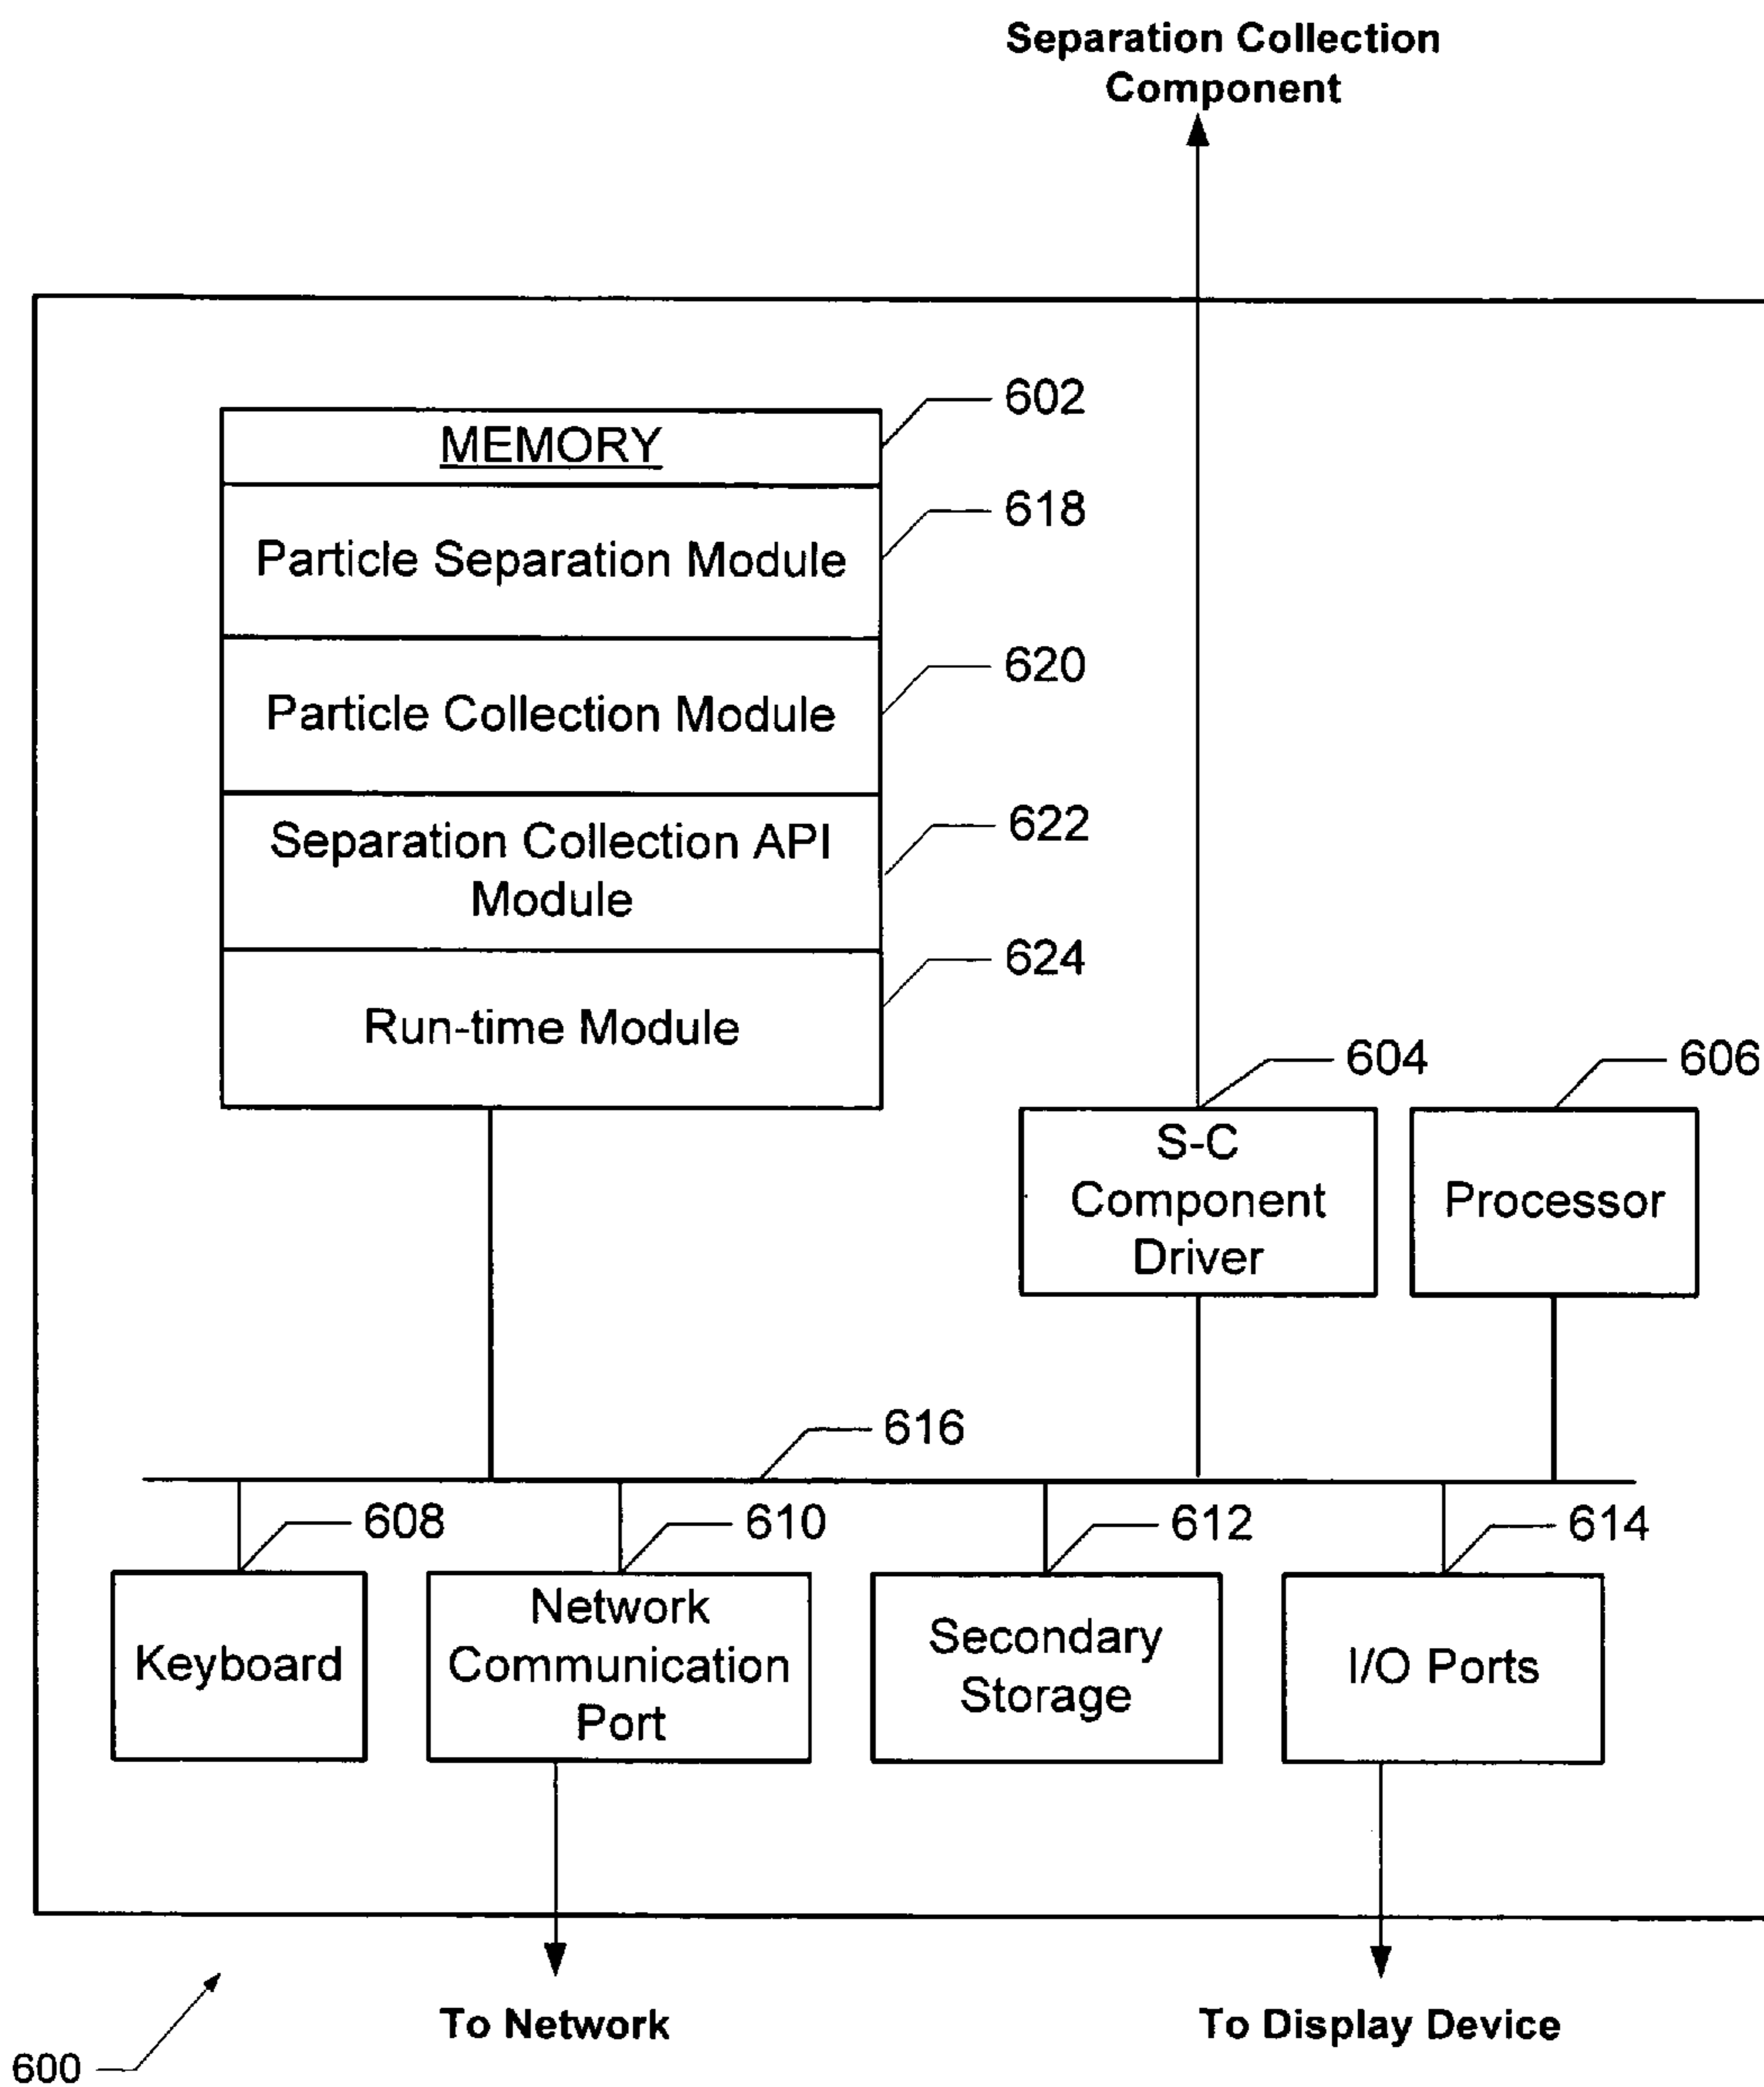 Separation Collection
Component
602
MEMORY
618
Particle Separation Module
620
Particle Collection Module
622
Separation Collection API
Module
624
Run-time Module
604
606
S-C
Component
Driver
Processor
616
608
610
612
614
Keyboard
Network
Communication
Port
Secondary
Storage
I/O Ports
To Network
To Display Device
600